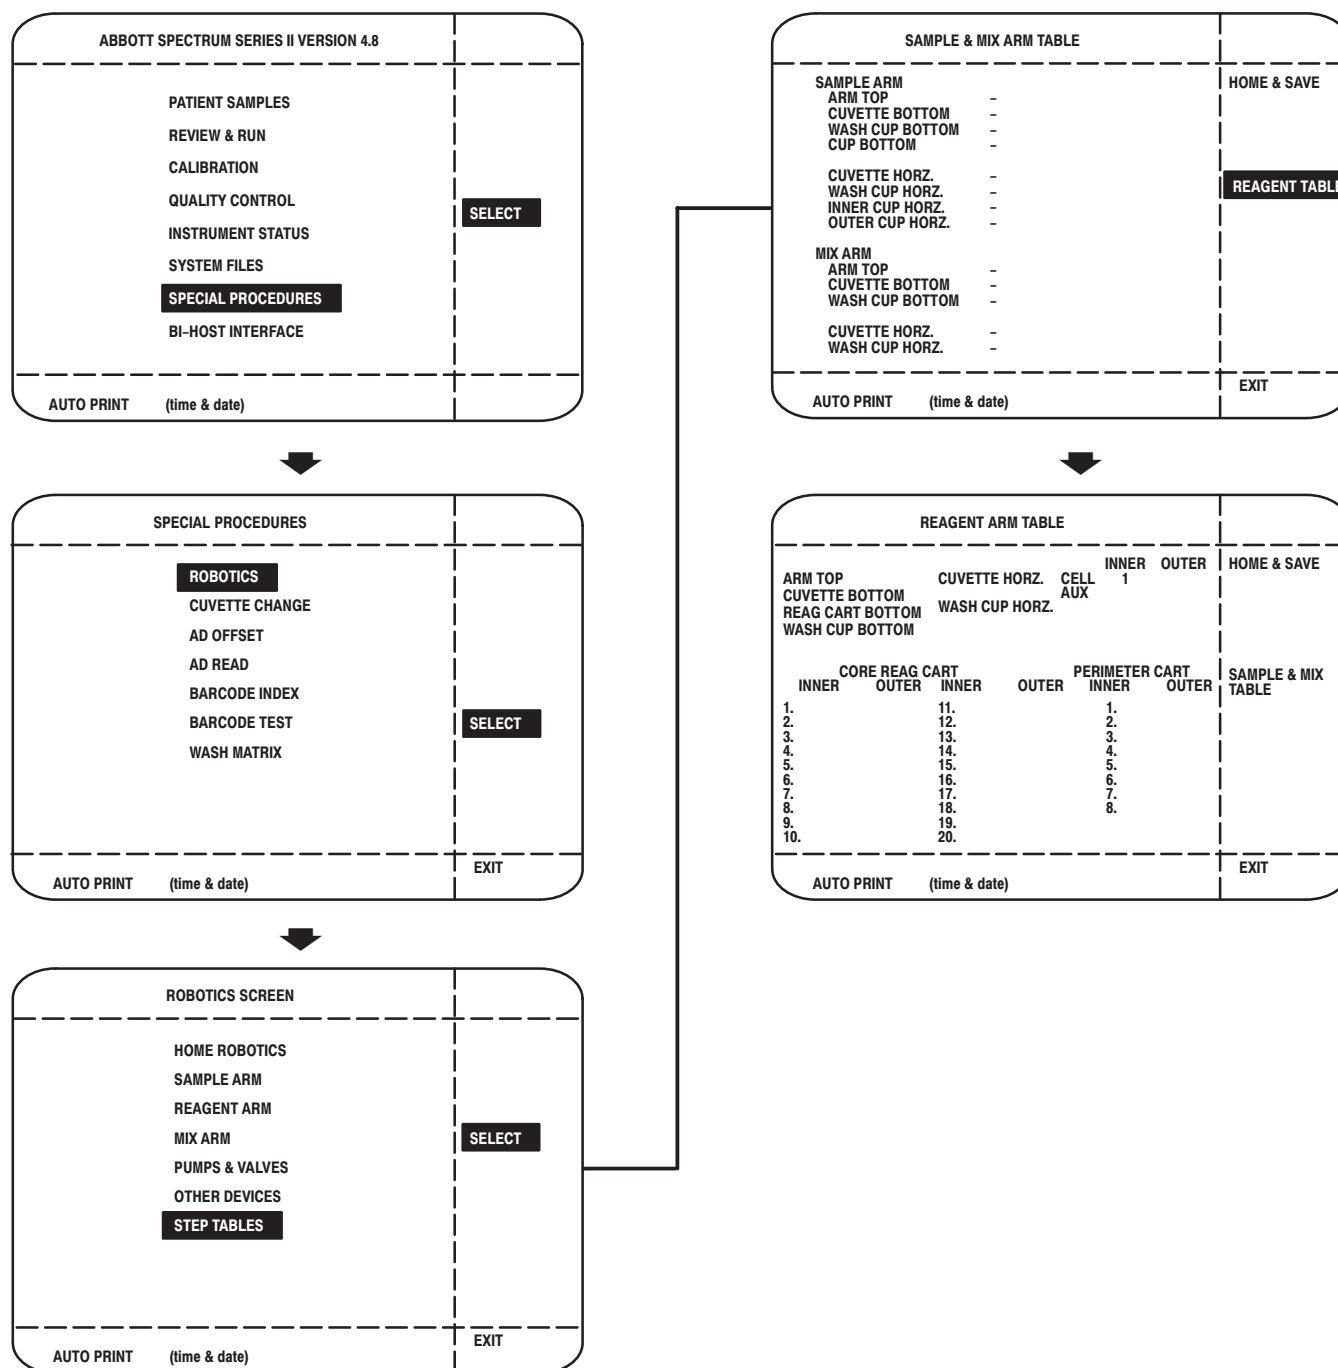 ABBOTT SPECTRUM SERIES II VERSION 4.8
PATIENT SAMPLES
REVIEW & RUN
CALIBRATION
QUALITY CONTROL
INSTRUMENT STATUS
SYSTEM FILES
SPECIAL PROCEDURES
BI-HOST INTERFACE
SELECT
AUTO PRINT (time & date)
SPECIAL PROCEDURES
ROBOTICS
CUVETTE CHANGE
AD OFFSET
AD READ
BARCODE INDEX
BARCODE TEST
WASH MATRIX
SELECT
EXIT
AUTO PRINT (time & date)
ROBOTICS SCREEN
HOME ROBOTICS
SAMPLE ARM
REAGENT ARM
MIX ARM
PUMPS & VALVES
OTHER DEVICES
STEP TABLES
SELECT
EXIT
AUTO PRINT (time & date)
SAMPLE & MIX ARM TABLE
SAMPLE ARM
ARM TOP –
CUVETTE BOTTOM –
WASH CUP BOTTOM –
CUP BOTTOM –
CUVETTE HORZ. –
WASH CUP HORZ. –
INNER CUP HORZ. –
OUTER CUP HORZ. –
MIX ARM
ARM TOP –
CUVETTE BOTTOM –
WASH CUP BOTTOM –
CUVETTE HORZ. –
WASH CUP HORZ. –
HOME & SAVE
REAGENT TABLE
EXIT
AUTO PRINT (time & date)
REAGENT ARM TABLE
INNER OUTER
ARM TOP CUVETTE HORZ. CELL 1
CUVETTE BOTTOM AUX
REAG CART BOTTOM WASH CUP HORZ.
WASH CUP BOTTOM
CORE REAG CART PERIMETER CART
INNER OUTER INNER OUTER INNER OUTER
1. 11. 1.
2. 12. 2.
3. 13. 3.
4. 14. 4.
5. 15. 5.
6. 16. 6.
7. 17. 7.
8. 18. 8.
9. 19.
10. 20.
HOME & SAVE
SAMPLE & MIX
TABLE
EXIT
AUTO PRINT (time & date)